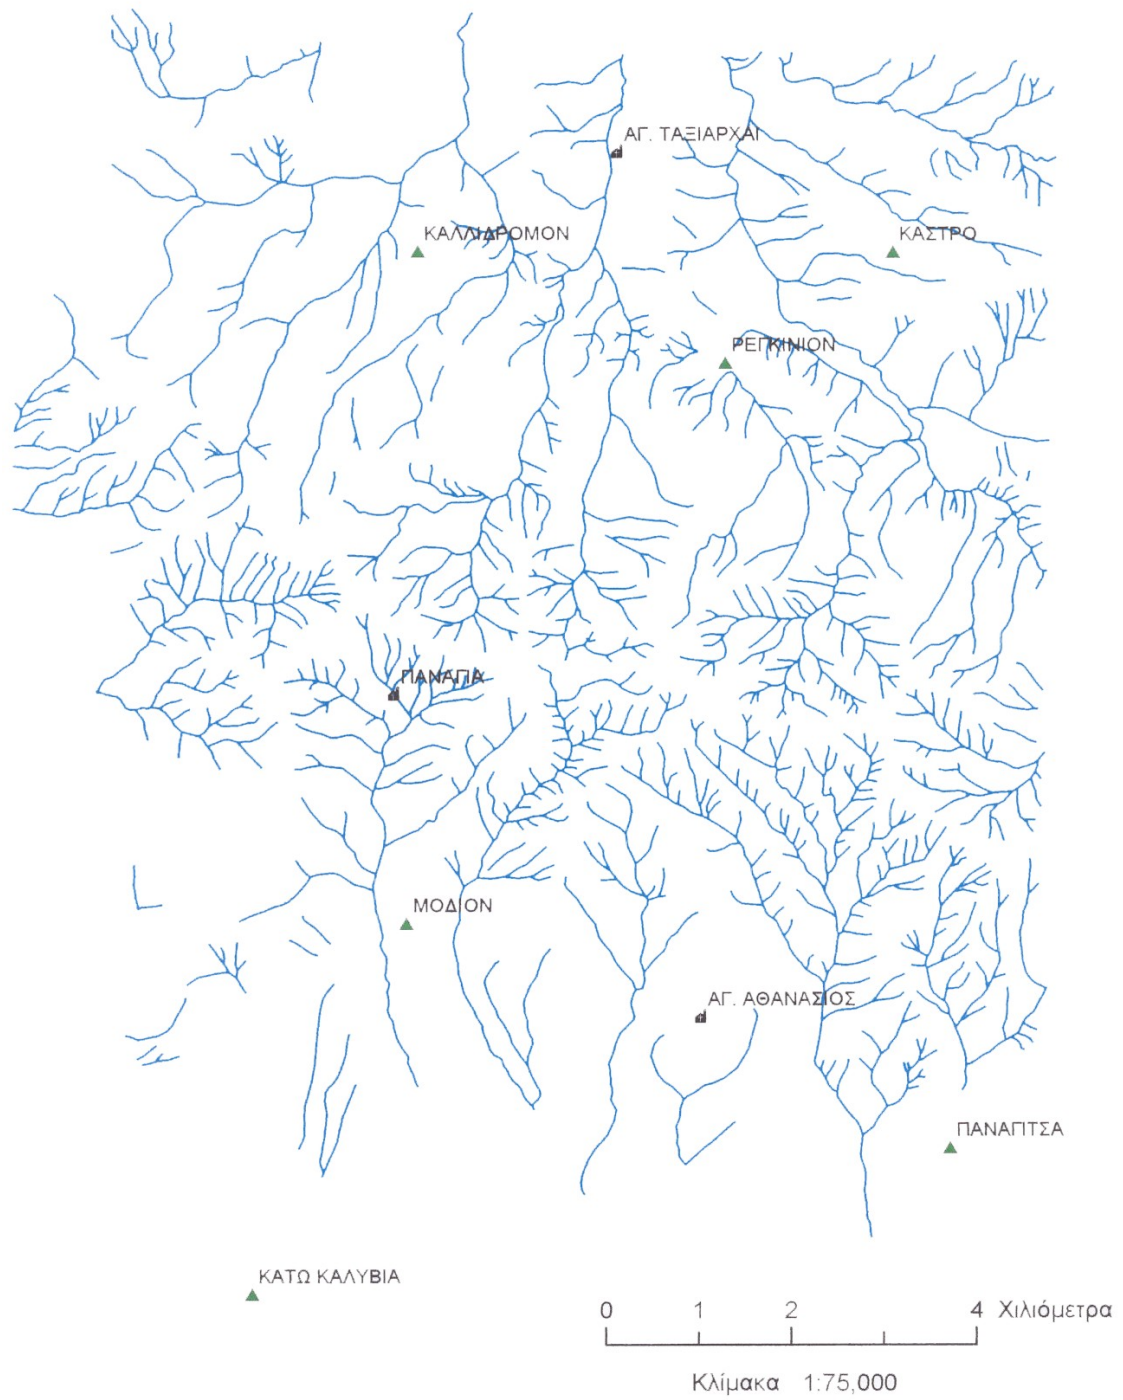 ΑΓ. ΤΑΞΙΑΡΧΑΙ
ΚΑΛΛΙΔΡΟΜΟΝ
ΚΑΣΤΡΟ
ΡΕΓΚΙΝΙΟΝ
ΠΑΝΑΓΙΑ
ΜΟΔΙΟΝ
ΑΓ. ΑΘΑΝΑΣΙΟΣ
ΠΑΝΑΓΙΤΣΑ
ΚΑΤΩ ΚΑΛΥΒΙΑ
0 1 2 4 Χιλιόμετρα
Κλίμακα 1:75,000